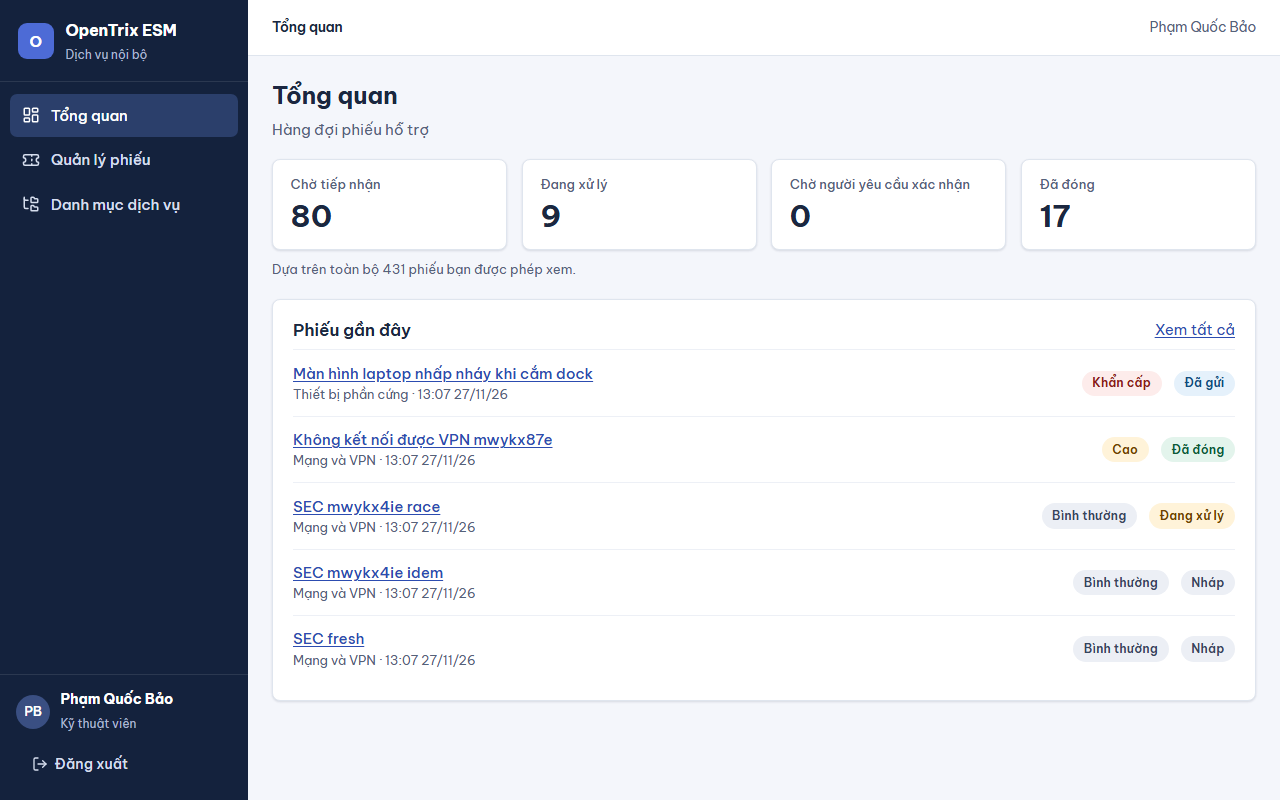 O
OpenTrix ESM
Dịch vụ nội bộ
Tổng quan
Quản lý phiếu
Danh mục dịch vụ
PB
Phạm Quốc Bảo
Kỹ thuật viên
Đăng xuất
Tổng quan
Phạm Quốc Bảo
Tổng quan
Hàng đợi phiếu hỗ trợ
Chờ tiếp nhận
80
Đang xử lý
9
Chờ người yêu cầu xác nhận
0
Đã đóng
17
Dựa trên toàn bộ 431 phiếu bạn được phép xem.
Phiếu gần đây
Xem tất cả
Màn hình laptop nhấp nháy khi cắm dock
Thiết bị phần cứng · 13:07 27/11/26
Khẩn cấp
Đã gửi
Không kết nối được VPN mwykx87e
Mạng và VPN · 13:07 27/11/26
Cao
Đã đóng
SEC mwykx4ie race
Mạng và VPN · 13:07 27/11/26
Bình thường
Đang xử lý
SEC mwykx4ie idem
Mạng và VPN · 13:07 27/11/26
Bình thường
Nháp
SEC fresh
Mạng và VPN · 13:07 27/11/26
Bình thường
Nháp